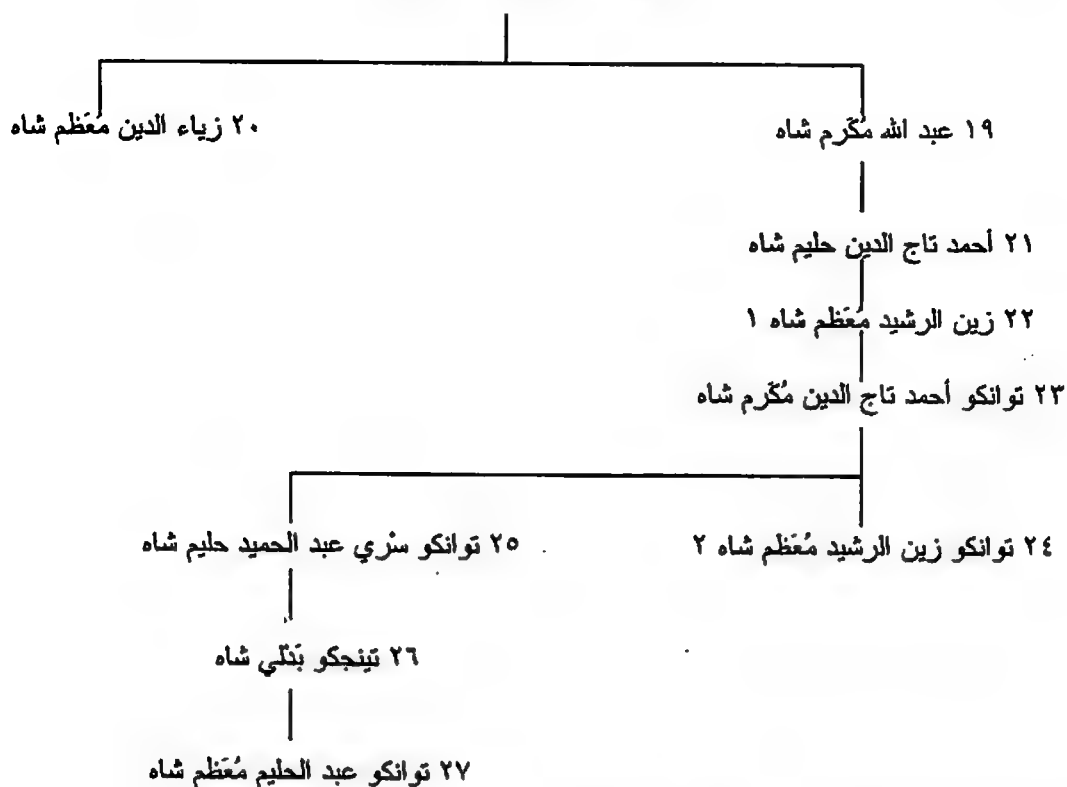 ١٩ عبد الله مُكَّرم شاه
٢٠ زياء الدين مُعَظم شاه
٢١ أحمد تاج الدين حليم شاه
٢٢ زين الرشيد مُعَظم شاه ١
٢٣ توانكو أحمد تاج الدين مُكَّرم شاه
٢٤ توانكو زين الرشيد مُعَظم شاه ٢
٢٥ توانكو سْري عبد الحميد حليم شاه
٢٦ تينجكو بَدْلي شاه
٢٧ توانكو عبد الحليم مُعَظم شاه